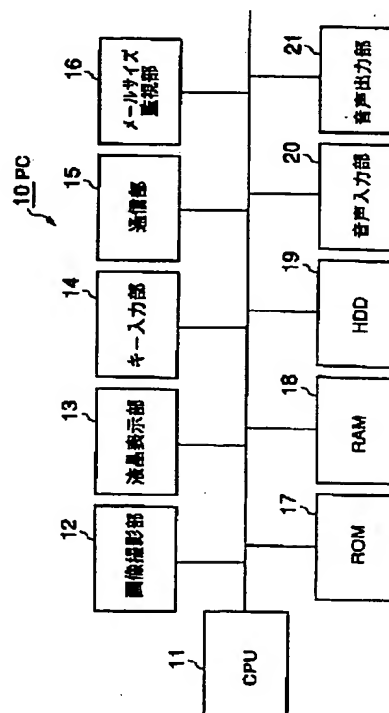 10 PC
11
CPU
12
画像撮影部
13
液晶表示部
14
キー入力部
15
通信部
16
メールサイズ
監視部
17
ROM
18
RAM
19
HDD
20
音声入力部
21
音声出力部